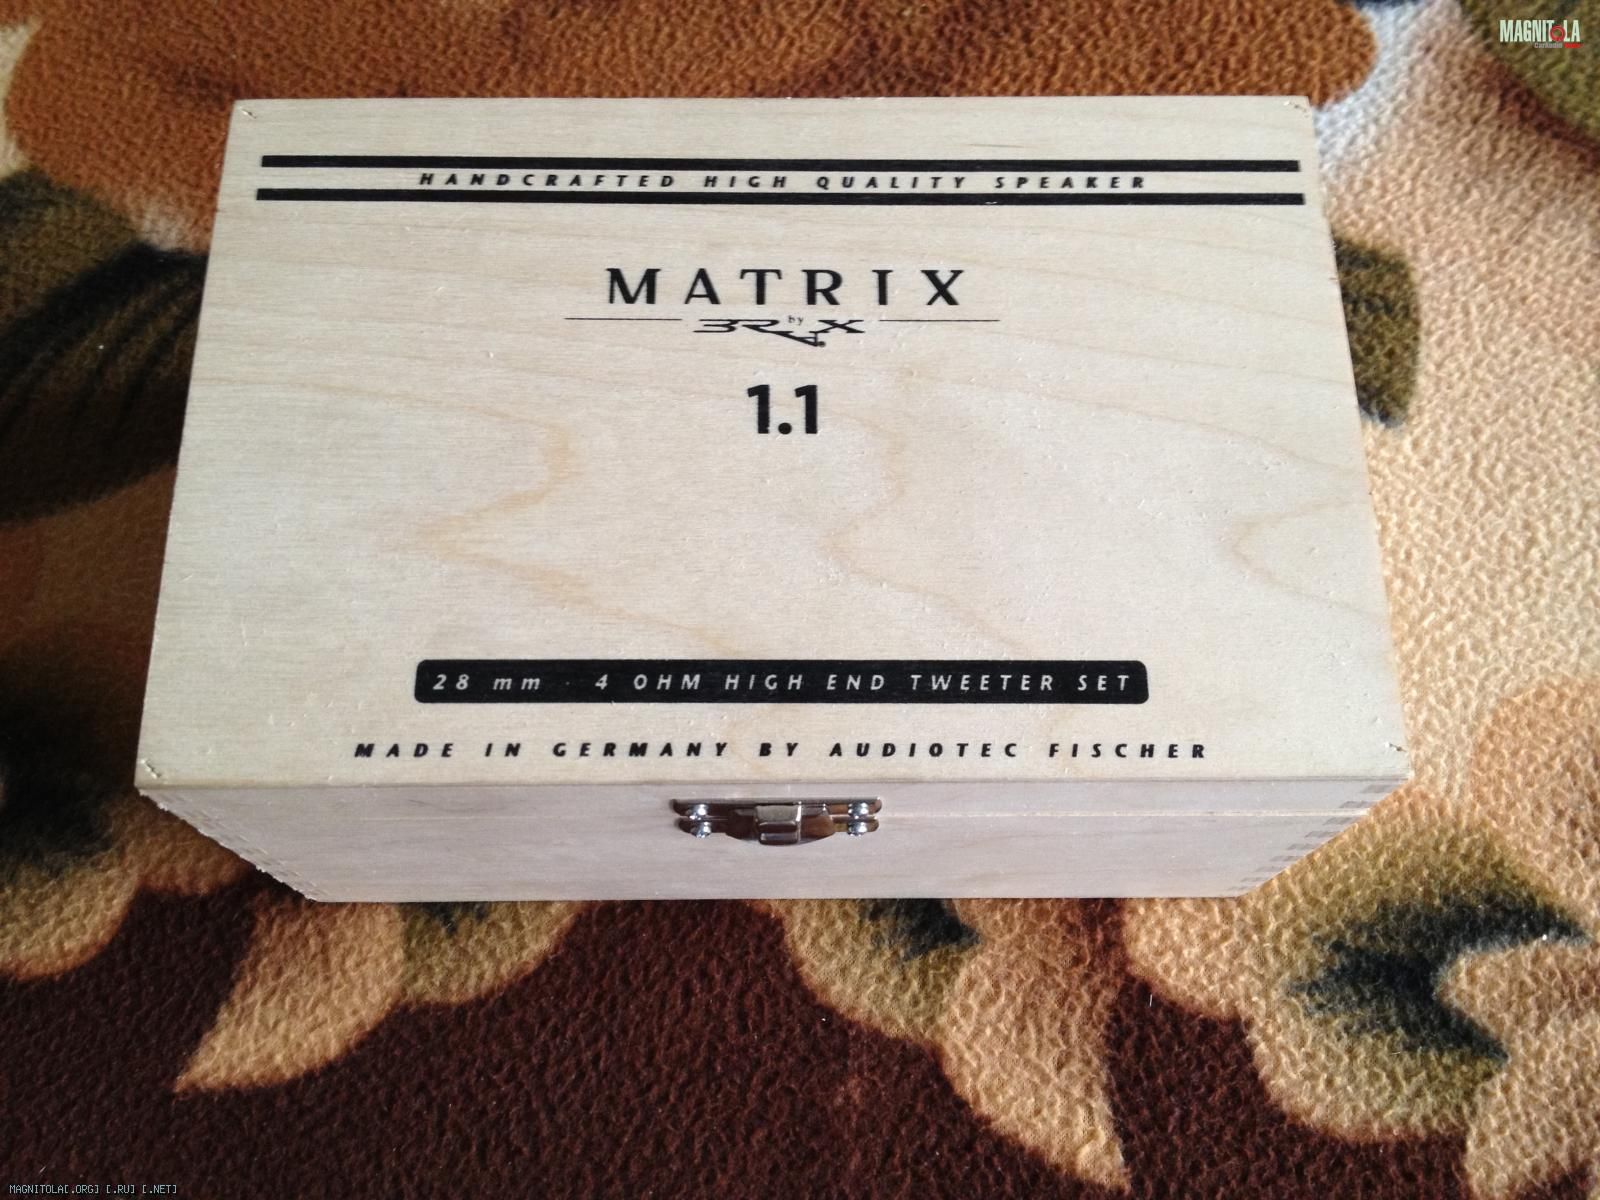 MAGNITOLA
CarAudio
HANDCRAFTED HIGH QUALITY SPEAKER
MATRIX
by
BRAX
1.1
28 mm · 4 OHM HIGH END TWEETER SET
MADE IN GERMANY BY AUDIOTEC FISCHER
MAGNITOLA[.ORG] [.RU] [.NET]